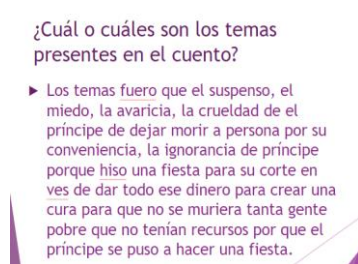 ¿Cuál o cuáles son los temas
presentes en el cuento?
Los temas fuero que el suspenso, el
miedo, la avaricia, la crueldad de el
príncipe de dejar morir a persona por su
conveniencia, la ignorancia de príncipe
porque hiso una fiesta para su corte en
ves de dar todo ese dinero para crear una
cura para que no se muriera tanta gente
pobre que no tenían recursos por que el
príncipe se puso a hacer una fiesta.